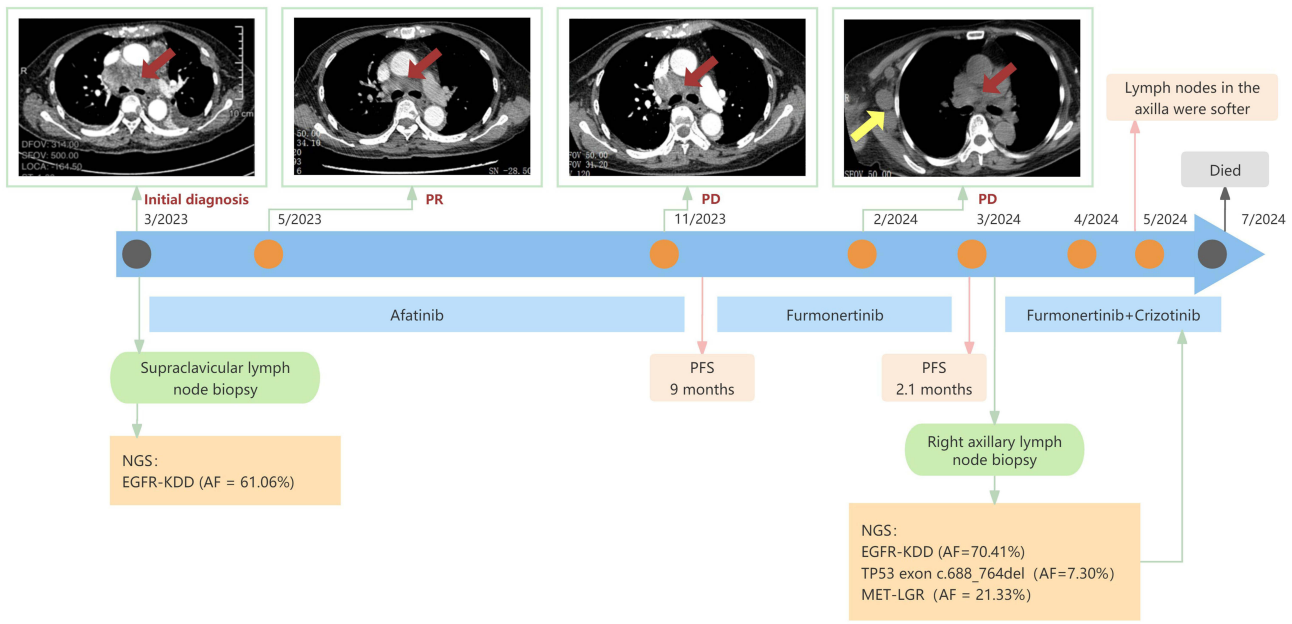 R
10 cm
DFOV: 314.00
SFOV: 500.00
LOCA: -164.50
50.00
34.10
93
6
SN -28.50
FOV 50.00
FOV 31.20
120
SFOV 50.00
Initial diagnosis
3/2023
5/2023
PR
11/2023
PD
2/2024
PD
3/2024
4/2024
5/2024
7/2024
Lymph nodes in the
axilla were softer
Died
Afatinib
Furmonertinib
Furmonertinib+Crizotinib
Supraclavicular lymph
node biopsy
PFS
9 months
PFS
2.1 months
Right axillary lymph
node biopsy
NGS:
EGFR-KDD (AF = 61.06%)
NGS:
EGFR-KDD (AF=70.41%)
TP53 exon c.688_764del（AF=7.30%）
MET-LGR（AF = 21.33%）